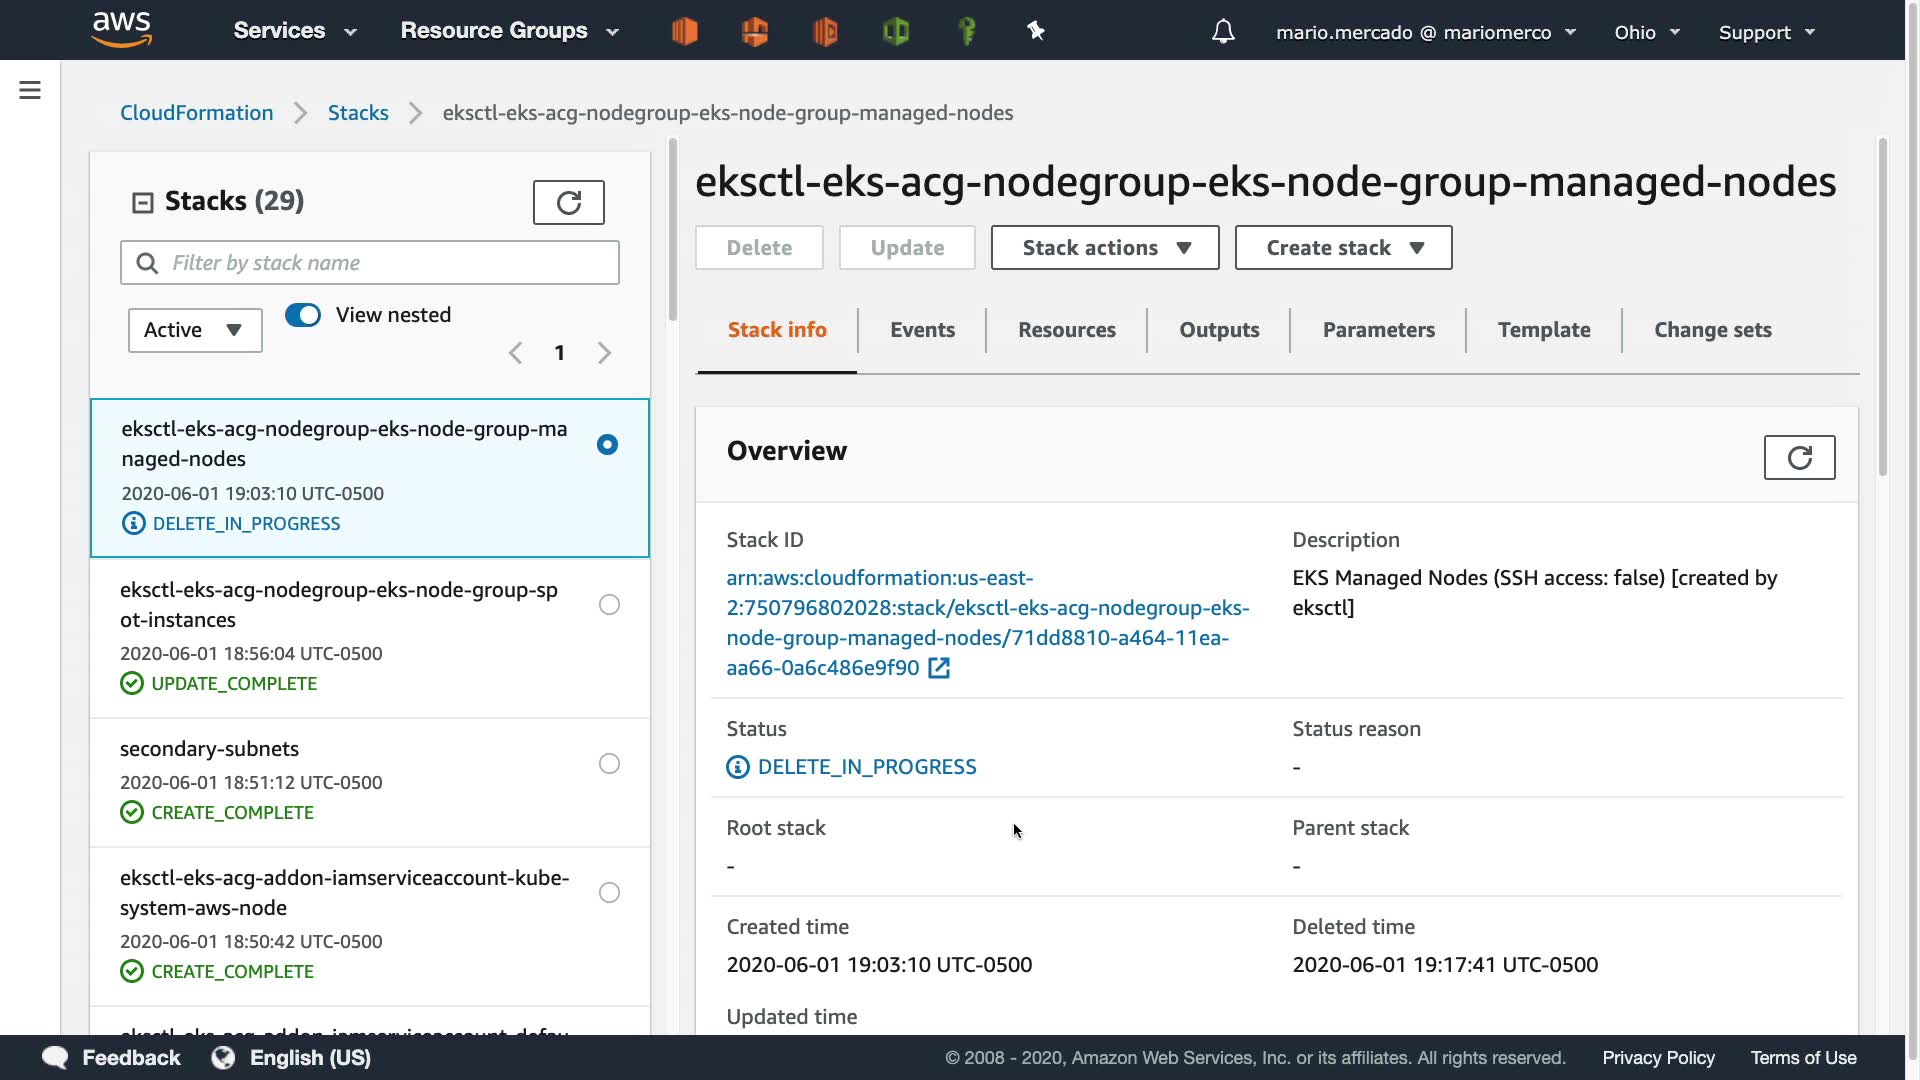 aws
Services
Resource Groups
mario.mercado @ mariomerco
Ohio
Support
CloudFormation
Stacks
eksctl-eks-acg-nodegroup-eks-node-group-managed-nodes
Stacks (29)
Filter by stack name
Active
View nested
1
eksctl-eks-acg-nodegroup-eks-node-group-ma
naged-nodes
2020-06-01 19:03:10 UTC-0500
DELETE_IN_PROGRESS
eksctl-eks-acg-nodegroup-eks-node-group-sp
ot-instances
2020-06-01 18:56:04 UTC-0500
UPDATE_COMPLETE
secondary-subnets
2020-06-01 18:51:12 UTC-0500
CREATE_COMPLETE
eksctl-eks-acg-addon-iamserviceaccount-kube-
system-aws-node
2020-06-01 18:50:42 UTC-0500
CREATE_COMPLETE
eksctl-eks-acg-addon-iamserviceaccount-defau
eksctl-eks-acg-nodegroup-eks-node-group-managed-nodes
Delete
Update
Stack actions
Create stack
Stack info
Events
Resources
Outputs
Parameters
Template
Change sets
Overview
Stack ID
arn:aws:cloudformation:us-east-
2:750796802028:stack/eksctl-eks-acg-nodegroup-eks-
node-group-managed-nodes/71dd8810-a464-11ea-
aa66-0a6c486e9f90
Description
EKS Managed Nodes (SSH access: false) [created by
eksctl]
Status
DELETE_IN_PROGRESS
Status reason
-
Root stack
-
Parent stack
-
Created time
2020-06-01 19:03:10 UTC-0500
Deleted time
2020-06-01 19:17:41 UTC-0500
Updated time
Feedback
English (US)
© 2008 - 2020, Amazon Web Services, Inc. or its affiliates. All rights reserved.
Privacy Policy
Terms of Use